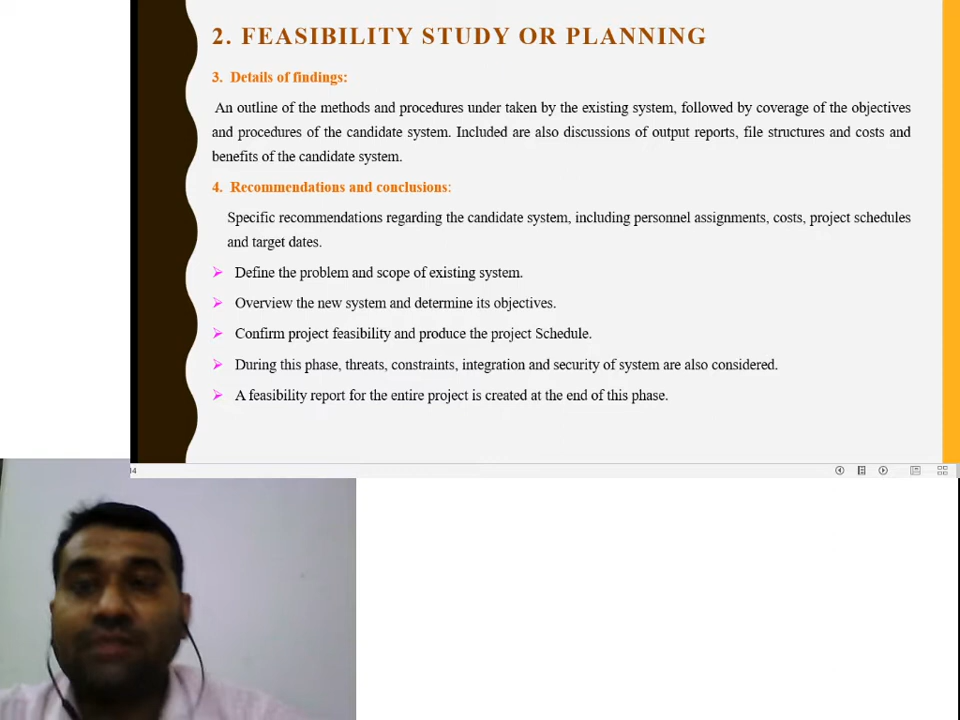 2. FEASIBILITY STUDY OR PLANNING
3. Details of findings:
An outline of the methods and procedures under taken by the existing system, followed by coverage of the objectives
and procedures of the candidate system. Included are also discussions of output reports, file structures and costs and
benefits of the candidate system.
4. Recommendations and conclusions:
Specific recommendations regarding the candidate system, including personnel assignments, costs, project schedules
and target dates.
Define the problem and scope of existing system.
Overview the new system and determine its objectives.
Confirm project feasibility and produce the project Schedule.
During this phase, threats, constraints, integration and security of system are also considered.
A feasibility report for the entire project is created at the end of this phase.